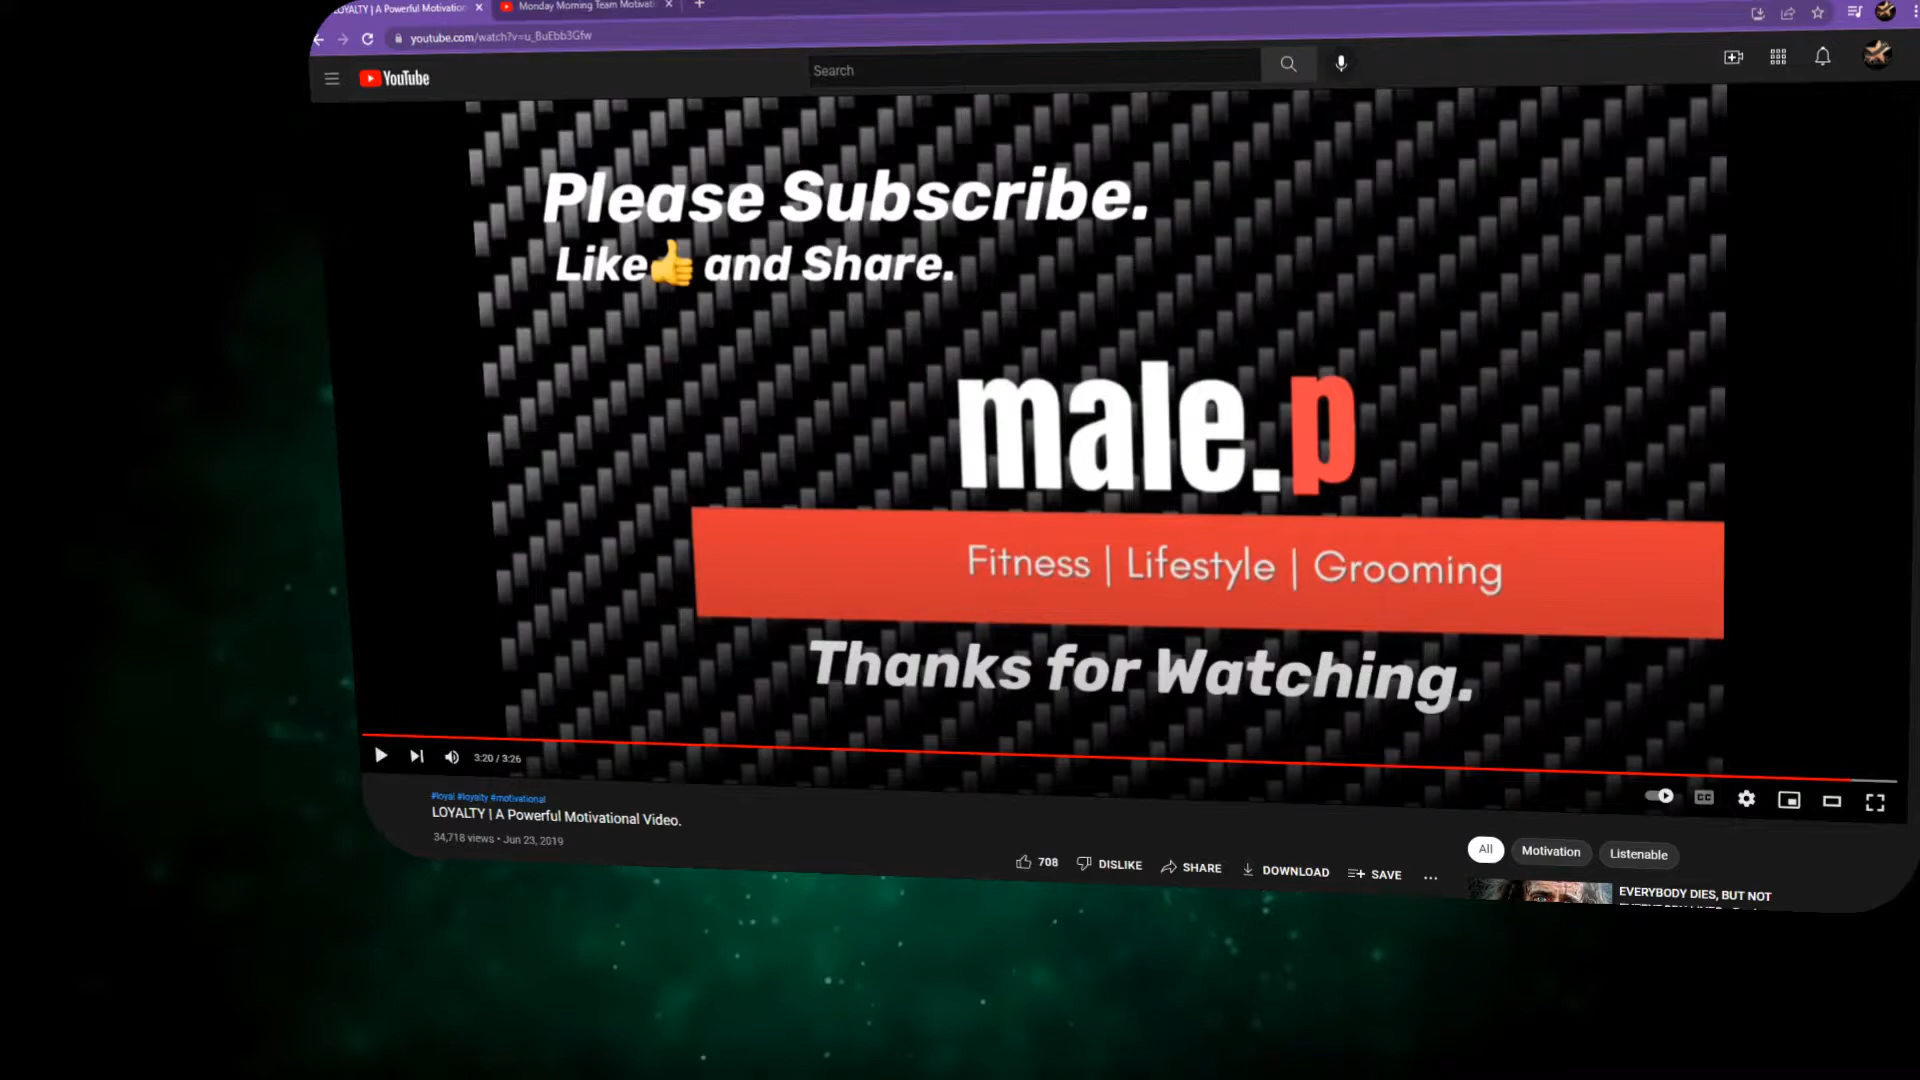 LOYALTY | A Powerful Motivation
Monday Morning Team Motivati
youtube.com/watch?v=u_BuEbb3Gfw
YouTube
Search
Please Subscribe.
Like👍 and Share.
male.p
Fitness | Lifestyle | Grooming
Thanks for Watching.
3:20 / 3:26
CC
#loyal #loyalty #motivational
LOYALTY | A Powerful Motivational Video.
34,718 views • Jun 23, 2019
708 DISLIKE SHARE DOWNLOAD SAVE ...
All Motivation Listenable
EVERYBODY DIES, BUT NOT